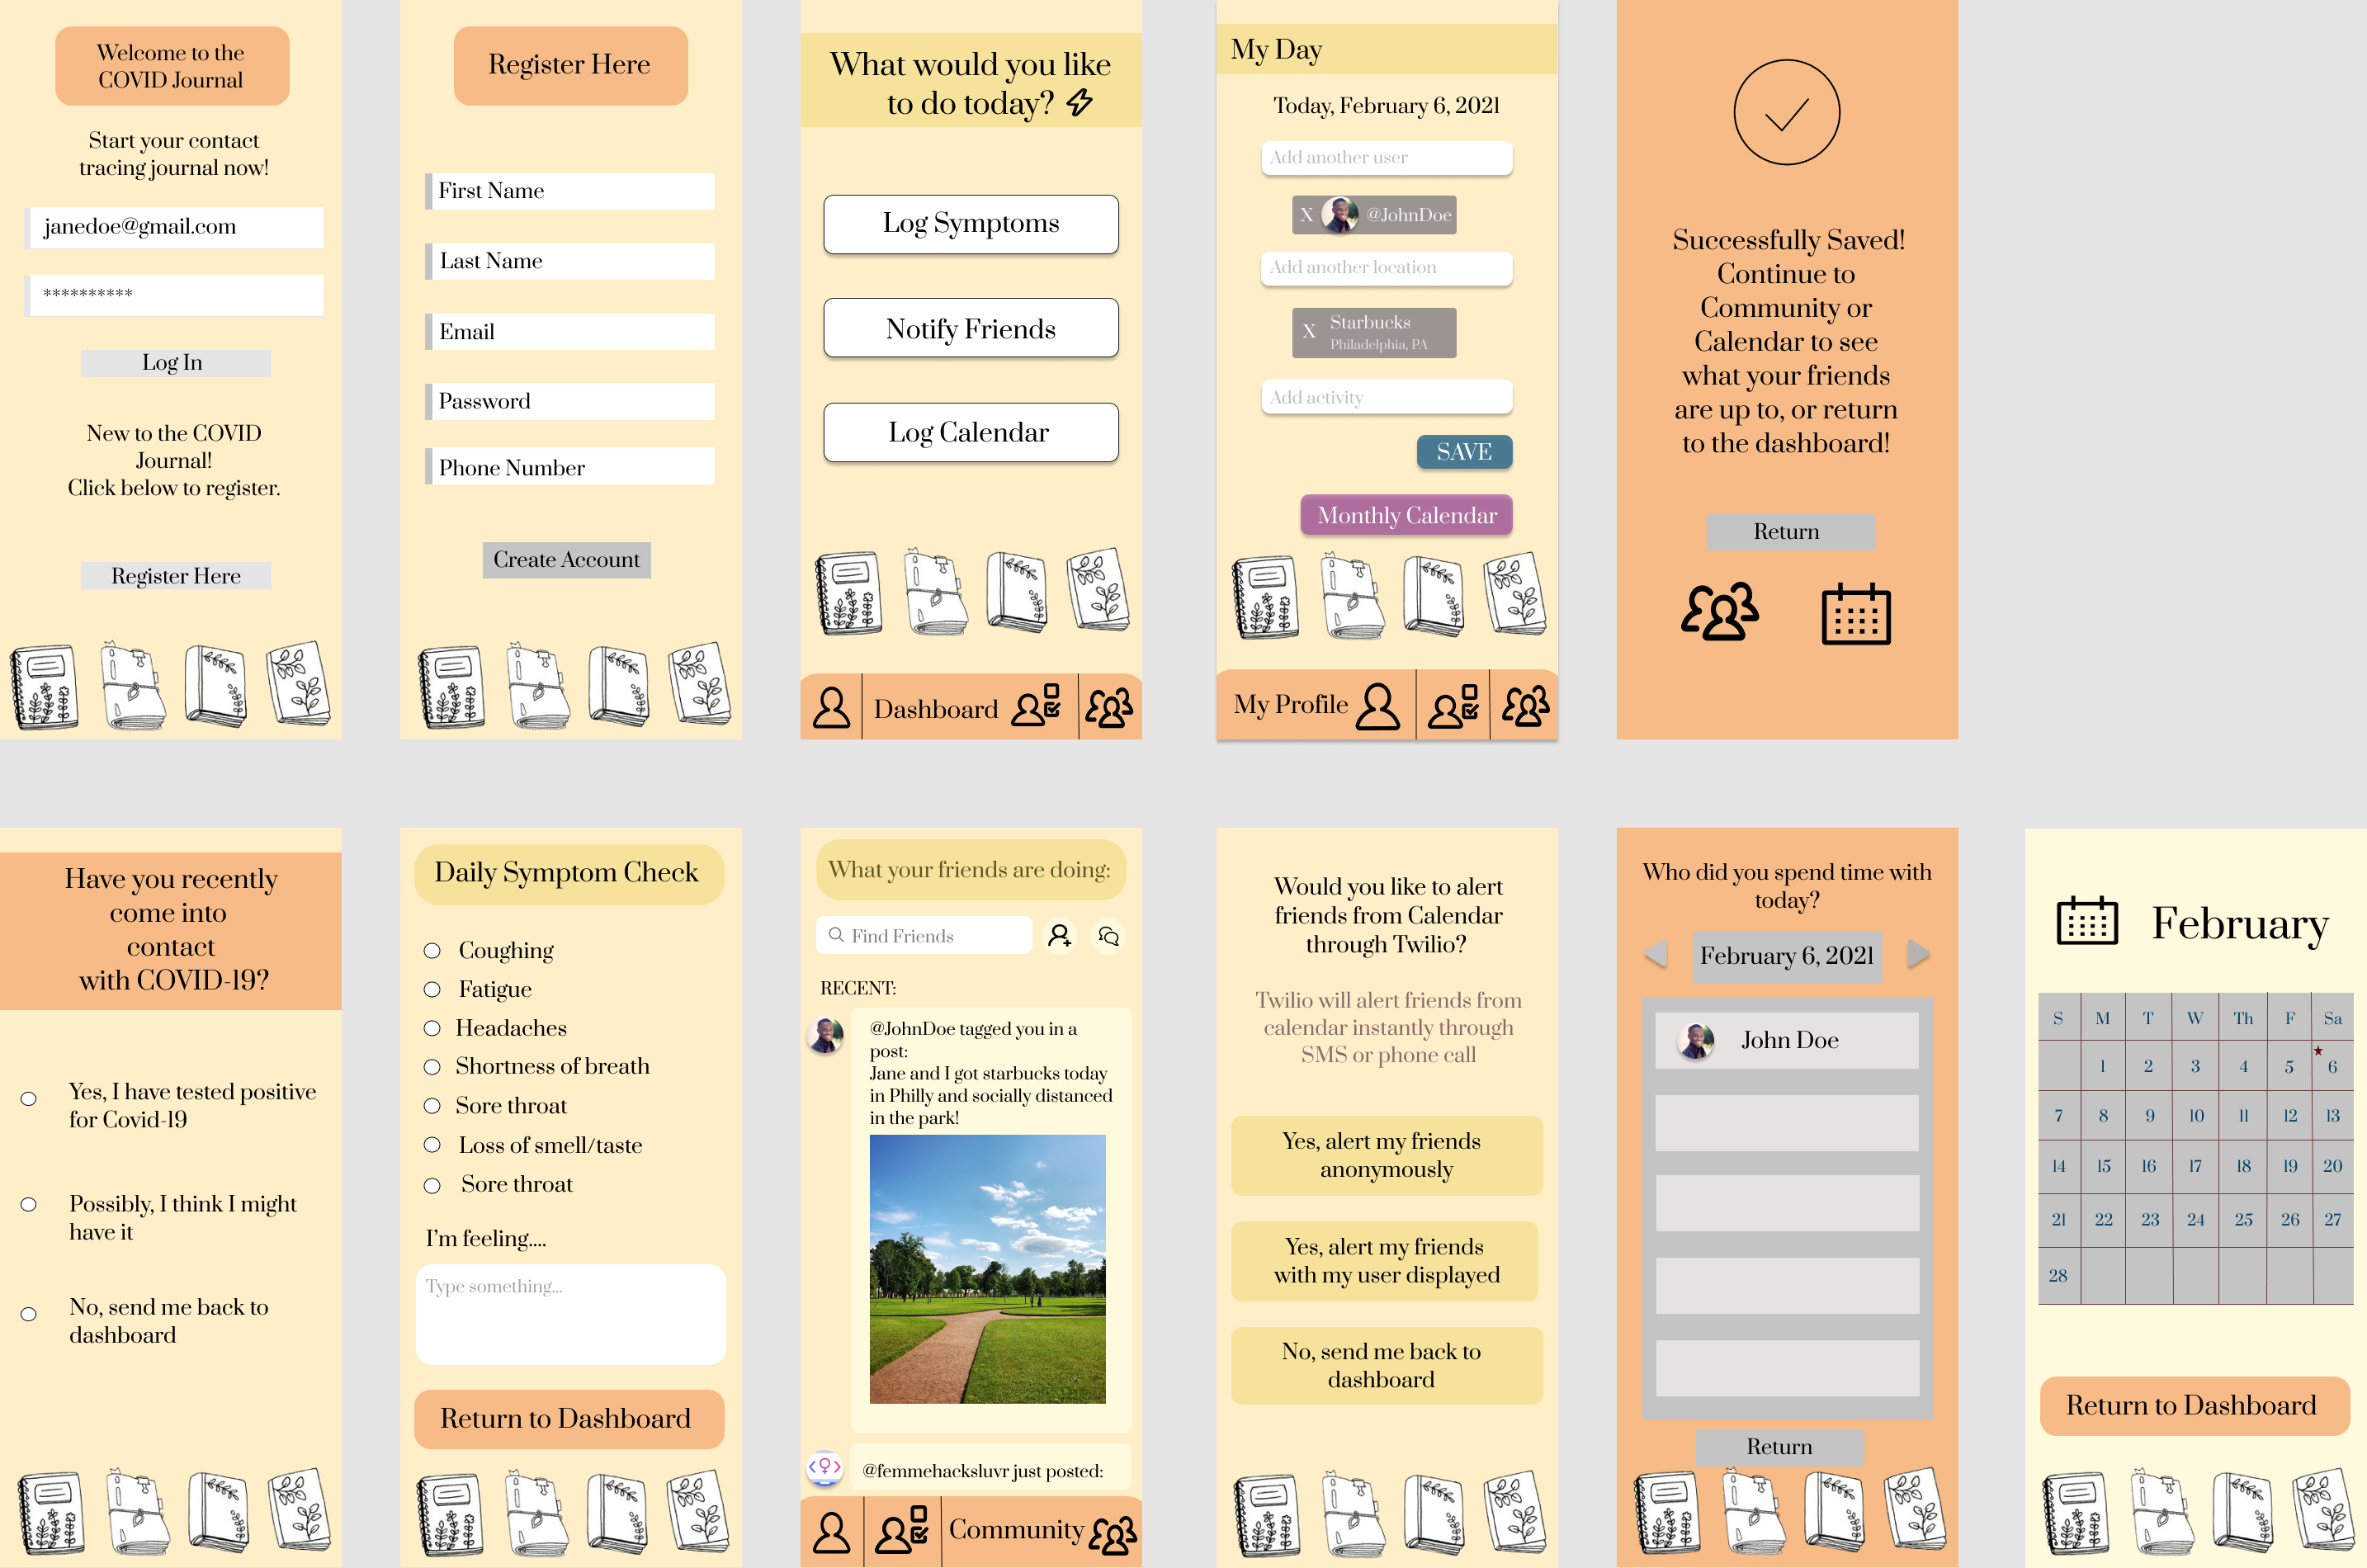 Welcome to the
COVID Journal
Start your contact
tracing journal now!
janedoe@gmail.com
**********
Log In
New to the COVID
Journal!
Click below to register.
Register Here
Register Here
First Name
Last Name
Email
Password
Phone Number
Create Account
What would you like
to do today?
Log Symptoms
Notify Friends
Log Calendar
Dashboard
My Day
Today, February 6, 2021
Add another user
X @JohnDoe
Add another location
X Starbucks
Philadelphia, PA
Add activity
SAVE
Monthly Calendar
My Profile
Successfully Saved!
Continue to
Community or
Calendar to see
what your friends
are up to, or return
to the dashboard!
Return
Have you recently
come into
contact
with COVID-19?
Yes, I have tested positive
for Covid-19
Possibly, I think I might
have it
No, send me back to
dashboard
Daily Symptom Check
Coughing
Fatigue
Headaches
Shortness of breath
Sore throat
Loss of smell/taste
Sore throat
I'm feeling....
Type something...
Return to Dashboard
What your friends are doing:
Find Friends
RECENT:
@JohnDoe tagged you in a
post:
Jane and I got starbucks today
in Philly and socially distanced
in the park!
@femmehacksluvr just posted:
Community
Would you like to alert
friends from Calendar
through Twilio?
Twilio will alert friends from
calendar instantly through
SMS or phone call
Yes, alert my friends
anonymously
Yes, alert my friends
with my user displayed
No, send me back to
dashboard
Who did you spend time with
today?
February 6, 2021
John Doe
Return
February
S M T W Th F Sa
1 2 3 4 5 6
7 8 9 10 11 12 13
14 15 16 17 18 19 20
21 22 23 24 25 26 27
28
Return to Dashboard